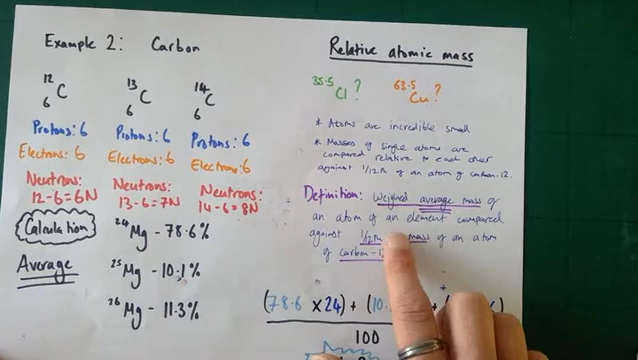 Example 2: Carbon
12 6 C
13 6 C
14 6 C
Protons: 6
Protons: 6
Protons: 6
Electrons: 6
Electrons: 6
Electrons: 6
Neutrons:
12-6=6N
Neutrons:
13-6=7N
Neutrons:
14-6=8N
Calculation
Average
24Mg - 78.6%
25Mg - 10.1%
26Mg - 11.3%
Relative atomic mass
35.5 Cl?
63.5 Cu?
* Atoms are incredible small
* Masses of single atoms are
compared relative to each other
against 1/12th of an atom of carbon-12.
Definition: Weighed average mass of
an atom of an element compared
against 1/12th mass of an atom
of carbon-1
(78.6 x 24) + (10.
100